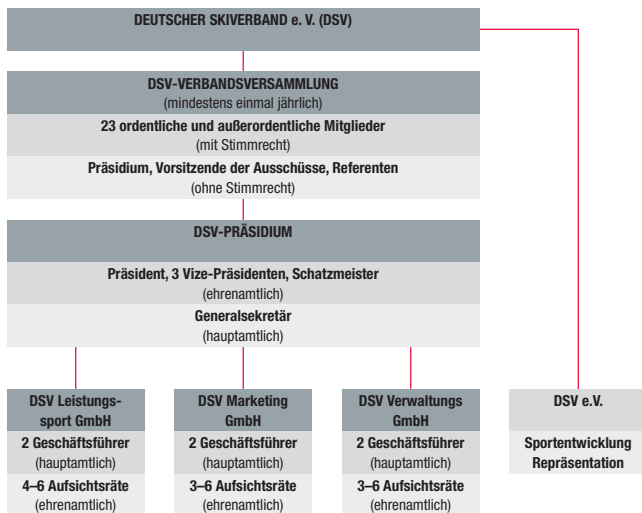 DEUTSCHER SKIVERBAND e. V. (DSV)
DSV-VERBANDSVERSAMMLUNG
(mindestens einmal jährlich)
23 ordentliche und außerordentliche Mitglieder
(mit Stimmrecht)
Präsidium, Vorsitzende der Ausschüsse, Referenten
(ohne Stimmrecht)
DSV-PRÄSIDIUM
Präsident, 3 Vize-Präsidenten, Schatzmeister
(ehrenamtlich)
Generalsekretär
(hauptamtlich)
DSV Leistungs-
sport GmbH
2 Geschäftsführer
(hauptamtlich)
4–6 Aufsichtsräte
(ehrenamtlich)
DSV Marketing
GmbH
2 Geschäftsführer
(hauptamtlich)
3–6 Aufsichtsräte
(ehrenamtlich)
DSV Verwaltungs
GmbH
2 Geschäftsführer
(hauptamtlich)
3–6 Aufsichtsräte
(ehrenamtlich)
DSV e.V.
Sportentwicklung
Repräsentation